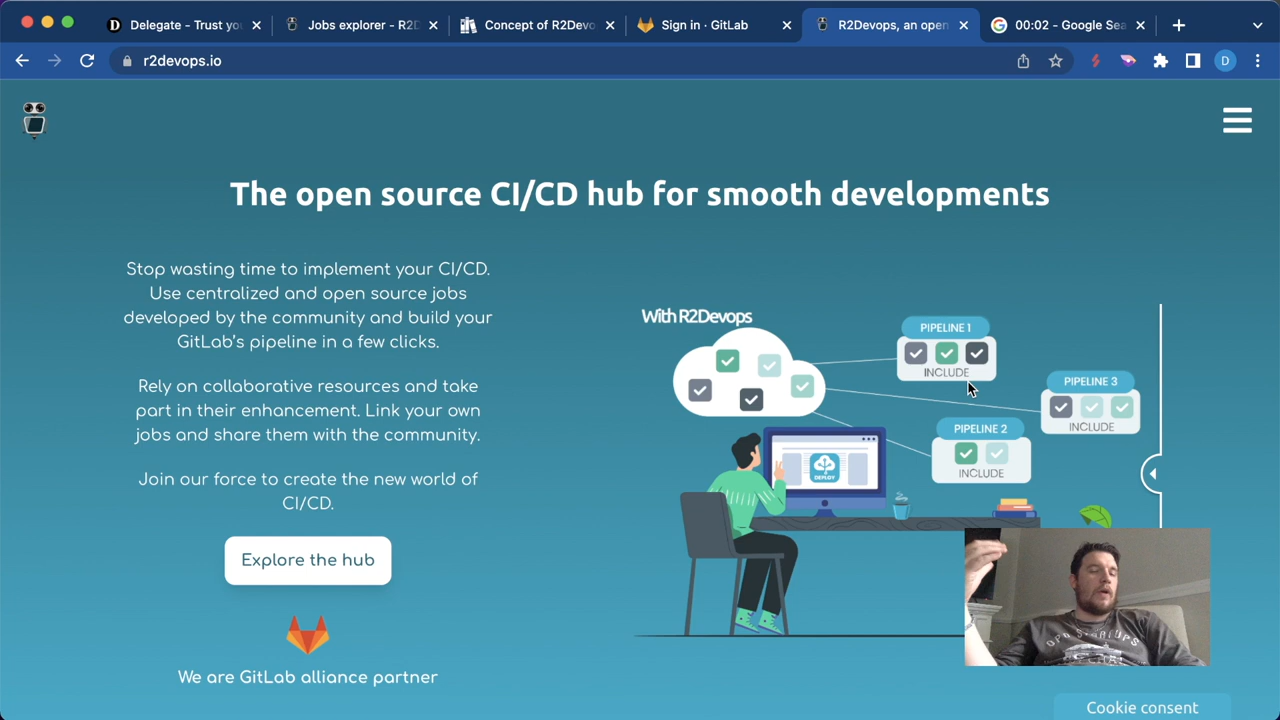 Delegate - Trust yo
Jobs explorer - R2D
Concept of R2Devo
Sign in · GitLab
R2Devops, an open
00:02 - Google Sea
r2devops.io
D
The open source CI/CD hub for smooth developments
Stop wasting time to implement your CI/CD.
Use centralized and open source jobs
developed by the community and build your
GitLab's pipeline in a few clicks.
Rely on collaborative resources and take
part in their enhancement. Link your own
jobs and share them with the community.
Join our force to create the new world of
CI/CD.
Explore the hub
We are GitLab alliance partner
With R2Devops
PIPELINE 1
INCLUDE
PIPELINE 3
INCLUDE
PIPELINE 2
INCLUDE
DEPLOY
Cookie consent